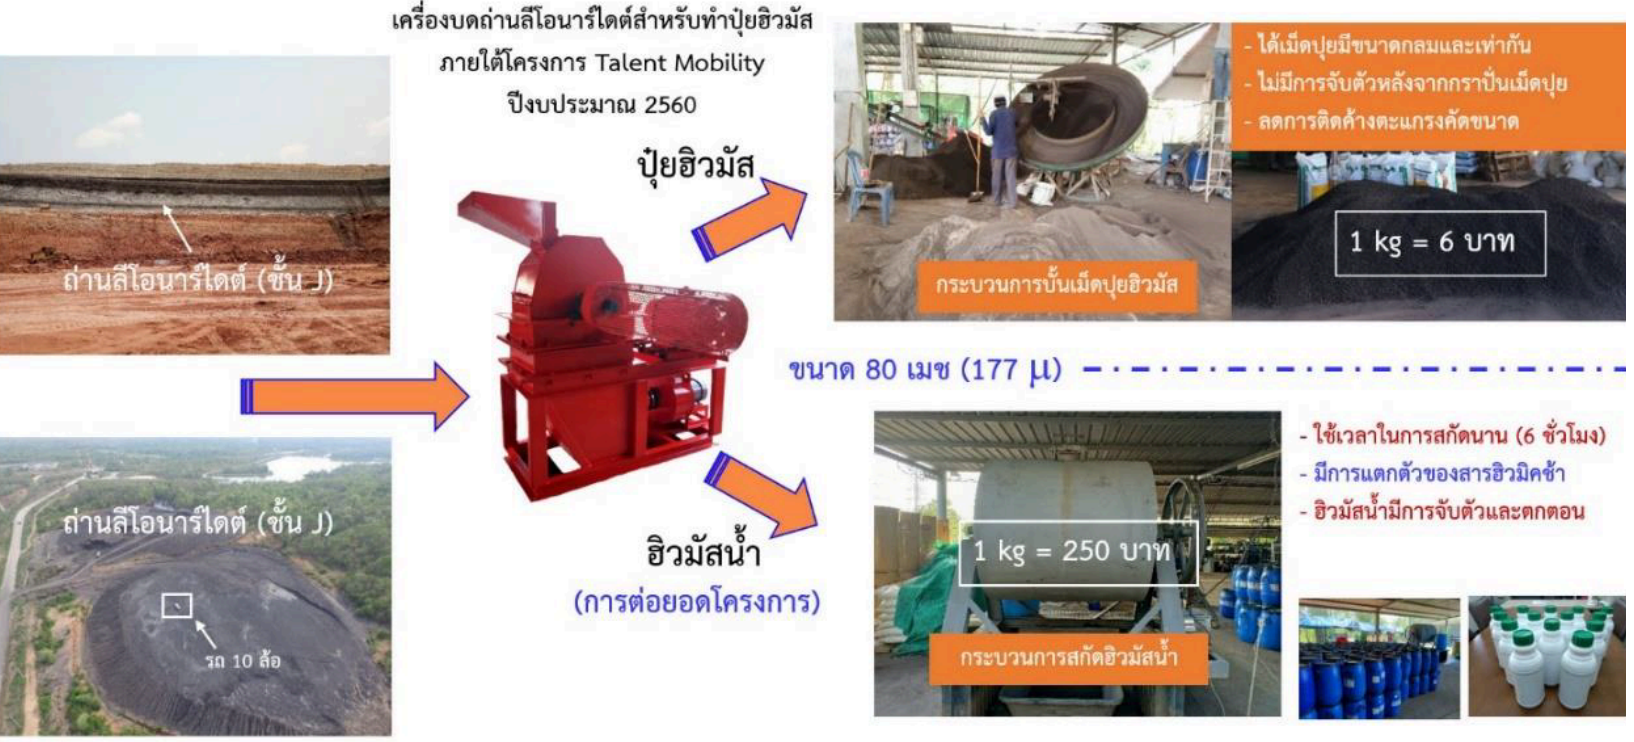 เครื่องบดถ่านลีโอนาร์ไดต์สำหรับทำปุ๋ยฮิวมัส
ภายใต้โครงการ Talent Mobility
ปีงบประมาณ 2560
ถ่านลีโอนาร์ไดต์ (ชั้น J)
ถ่านลีโอนาร์ไดต์ (ชั้น J)
รถ 10 ล้อ
ปุ๋ยฮิวมัส
กระบวนการปั้นเม็ดปุ๋ยฮิวมัส
- ได้เม็ดปุ๋ยมีขนาดกลมและเท่ากัน
- ไม่มีการจับตัวหลังจากกราปั่นเม็ดปุ๋ย
- ลดการติดค้างตะแกรงคัดขนาด
1 kg = 6 บาท
ขนาด 80 เมช (177 μ)
ฮิวมัสน้ำ
(การต่อยอดโครงการ)
1 kg = 250 บาท
กระบวนการสกัดฮิวมัสน้ำ
- ใช้เวลาในการสกัดนาน (6 ชั่วโมง)
- มีการแตกตัวของสารฮิวมิคช้า
- ฮิวมัสน้ำมีการจับตัวและตกตอน